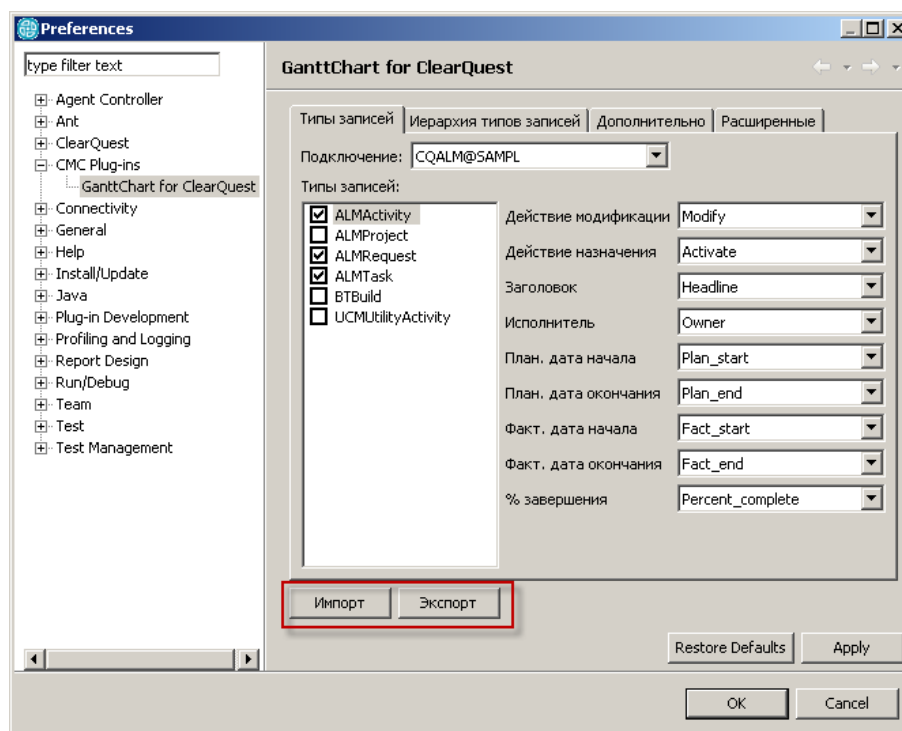 Preferences
type filter text
Agent Controller
Ant
ClearQuest
CMC Plug-ins
GanttChart for ClearQuest
Connectivity
General
Help
Install/Update
Java
Plug-in Development
Profiling and Logging
Report Design
Run/Debug
Team
Test
Test Management
GanttChart for ClearQuest
Типы записей Иерархия типов записей Дополнительно Расширенные
Подключение: CQALM@SAMPL
Типы записей:
ALMActivity
ALMProject
ALMRequest
ALMTask
BTBuild
UCMUtilityActivity
Действие модификации Modify
Действие назначения Activate
Заголовок Headline
Исполнитель Owner
План. дата начала Plan_start
План. дата окончания Plan_end
Факт. дата начала Fact_start
Факт. дата окончания Fact_end
% завершения Percent_complete
Импорт Экспорт
Restore Defaults Apply
OK Cancel